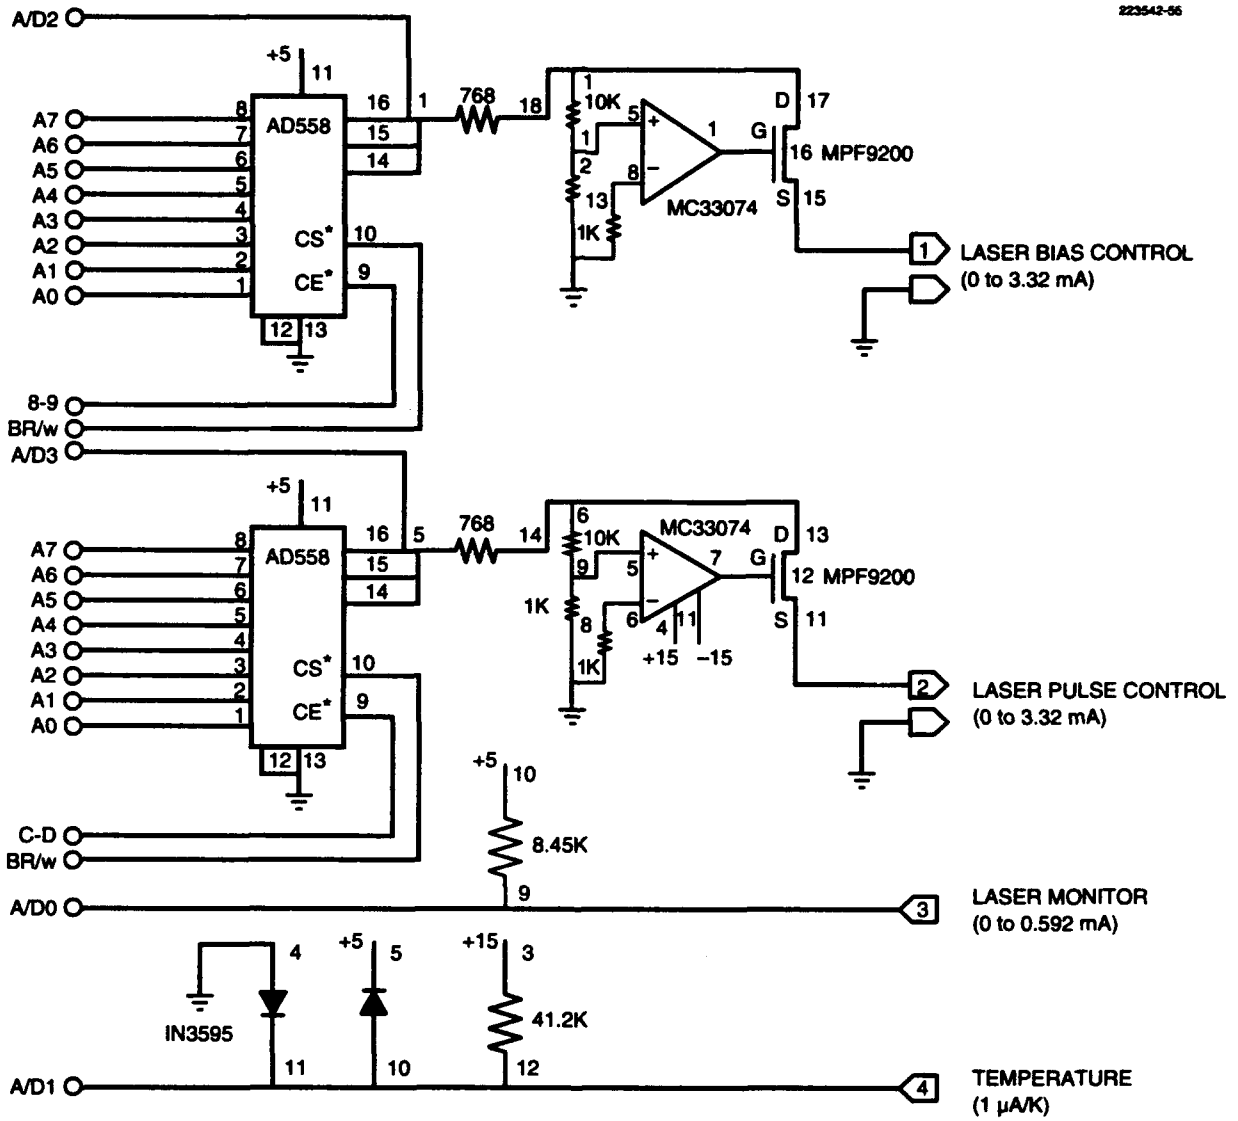 223542-56
A/D2
+5
11
A7 8 AD558 16 1 768 18 1 10K 5 + 1 D 17
A6 7 15 1 G 16 MPF9200
A5 6 14 2 8 −
A4 5 13 MC33074 S 15
A3 4
A2 3 CS* 10 1K 1 LASER BIAS CONTROL
A1 2 CE* 9 (0 to 3.32 mA)
A0 1
12 13
8-9
BR/w
A/D3
+5
11
A7 8 AD558 16 5 768 14 6 10K MC33074 D 13
A6 7 15 9 + 5 7 G 12 MPF9200
A5 6 14 1K − 6 S 11
A4 5 8 4 11
A3 4 1K +15 −15
A2 3 CS* 10 2 LASER PULSE CONTROL
A1 2 CE* 9 (0 to 3.32 mA)
A0 1
12 13
+5 10
C-D 8.45K
BR/w
A/D0 9 3 LASER MONITOR
(0 to 0.592 mA)
4 +5 5 +15 3
IN3595 41.2K
11 10 12
A/D1 4 TEMPERATURE
(1 µA/K)